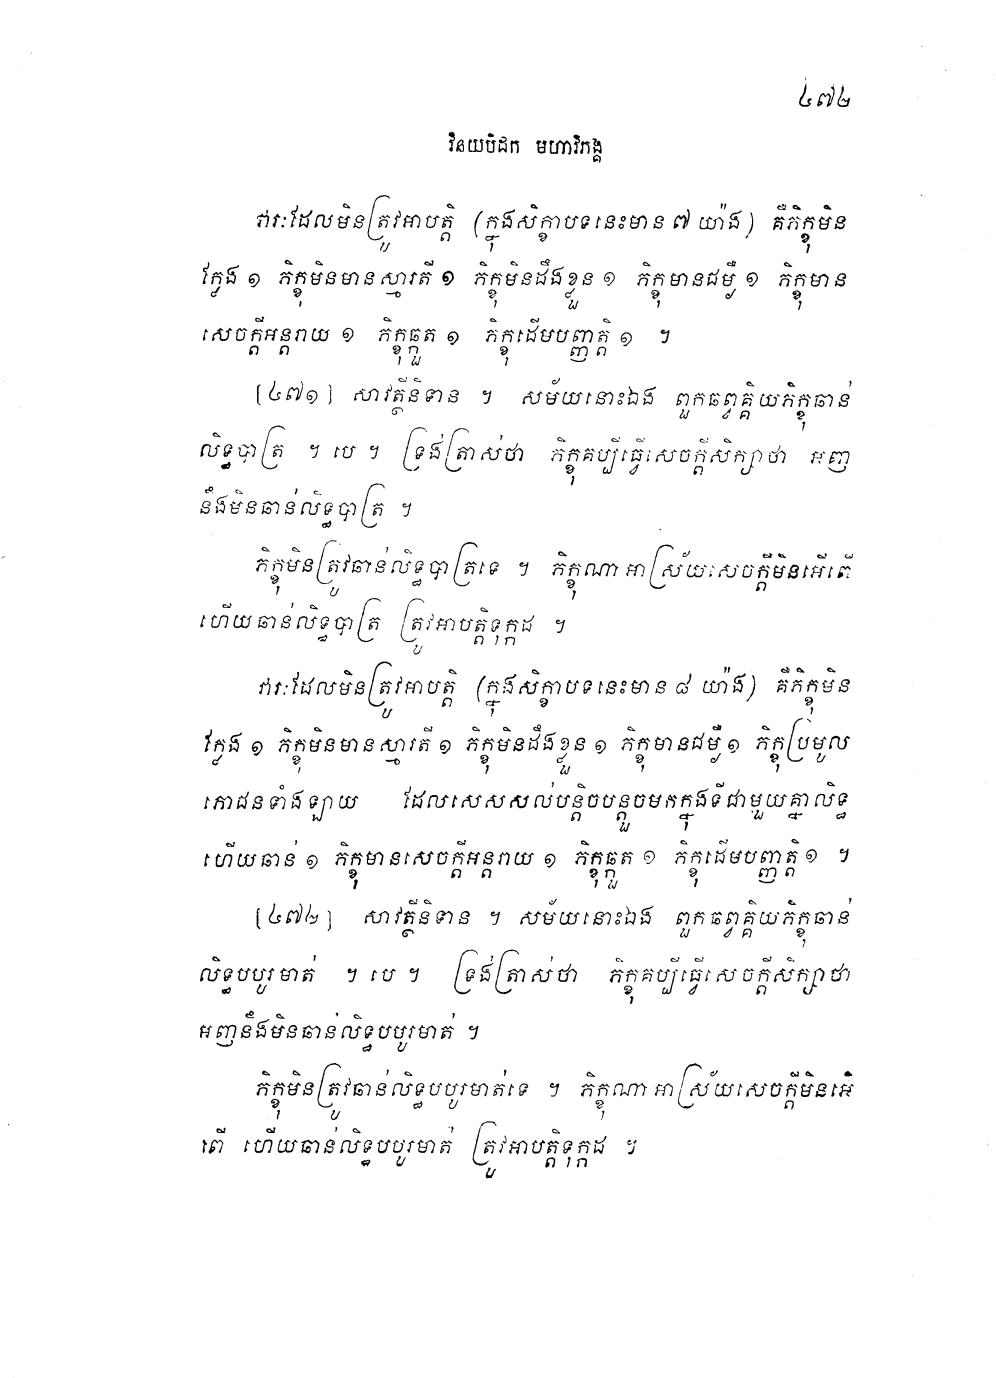 ៤៧២
វិនយបិដក មហាវិភង្គ
វារៈដែលមិនត្រូវអាបត្តិ (ក្នុងសិក្ខាបទនេះមាន ៧ យ៉ាង) គឺភិក្ខុមិន
ក្លែង ១ ភិក្ខុមិនមានស្មារតី ១ ភិក្ខុមិនដឹងខ្លួន ១ ភិក្ខុមានជម្ងឺ ១ ភិក្ខុមាន
សេចក្តីអន្តរាយ ១ ភិក្ខុឆ្កួត ១ ភិក្ខុដើមបញ្ញត្តិ ១ ។
[៤៧១] សាវត្ថីនិទាន ។ សម័យនោះឯង ពួកឆព្វគ្គិយភិក្ខុឆាន់
លិទ្ធបាត្រ ។ បេ ។ ទ្រង់ត្រាស់ថា ភិក្ខុគប្បីធ្វើសេចក្តីសិក្សាថា អញ
នឹងមិនឆាន់លិទ្ធបាត្រ ។
ភិក្ខុមិនត្រូវឆាន់លិទ្ធបាត្រទេ ។ ភិក្ខុណា អាស្រ័យសេចក្តីមិនអើពើ
ហើយឆាន់លិទ្ធបាត្រ ត្រូវអាបត្តិទុក្កដ ។
វារៈដែលមិនត្រូវអាបត្តិ (ក្នុងសិក្ខាបទនេះមាន ៨ យ៉ាង) គឺភិក្ខុមិន
ក្លែង ១ ភិក្ខុមិនមានស្មារតី ១ ភិក្ខុមិនដឹងខ្លួន ១ ភិក្ខុមានជម្ងឺ ១ ភិក្ខុប្រមូល
ភោជនទាំងឡាយ ដែលសេសសល់បន្តិចបន្តួចមកក្នុងទីជាមួយគ្នាលិទ្ធ
ហើយឆាន់ ១ ភិក្ខុមានសេចក្តីអន្តរាយ ១ ភិក្ខុឆ្កួត ១ ភិក្ខុដើមបញ្ញត្តិ ១ ។
[៤៧២] សាវត្ថីនិទាន ។ សម័យនោះឯង ពួកឆព្វគ្គិយភិក្ខុឆាន់
លិទ្ធបបូរមាត់ ។ បេ ។ ទ្រង់ត្រាស់ថា ភិក្ខុគប្បីធ្វើសេចក្តីសិក្សាថា
អញនឹងមិនឆាន់លិទ្ធបបូរមាត់ ។
ភិក្ខុមិនត្រូវឆាន់លិទ្ធបបូរមាត់ទេ ។ ភិក្ខុណា អាស្រ័យសេចក្តីមិនអើ
ពើ ហើយឆាន់លិទ្ធបបូរមាត់ ត្រូវអាបត្តិទុក្កដ ។